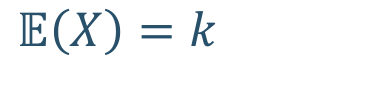 𝔼(𝑋) = 𝑘